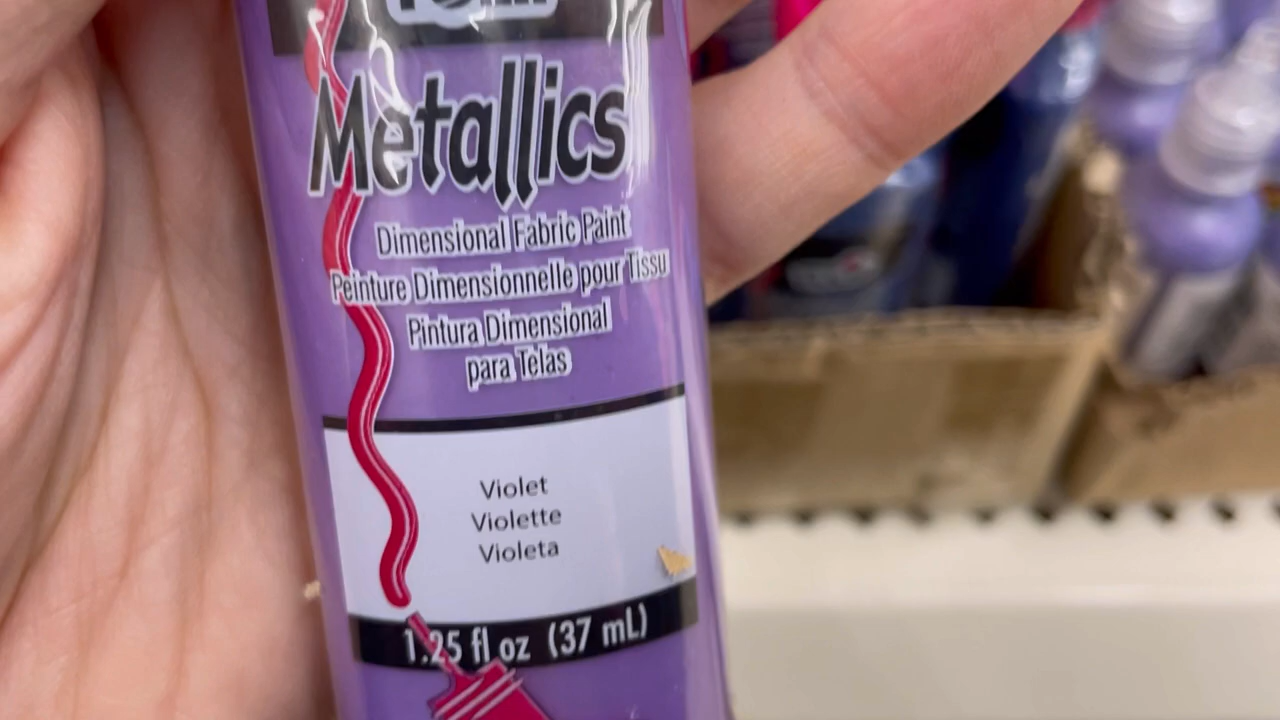 Metallics
Dimensional Fabric Paint
Peinture Dimensionnelle pour Tissu
Pintura Dimensional
para Telas
Violet
Violette
Violeta
1.25 fl oz (37 mL)